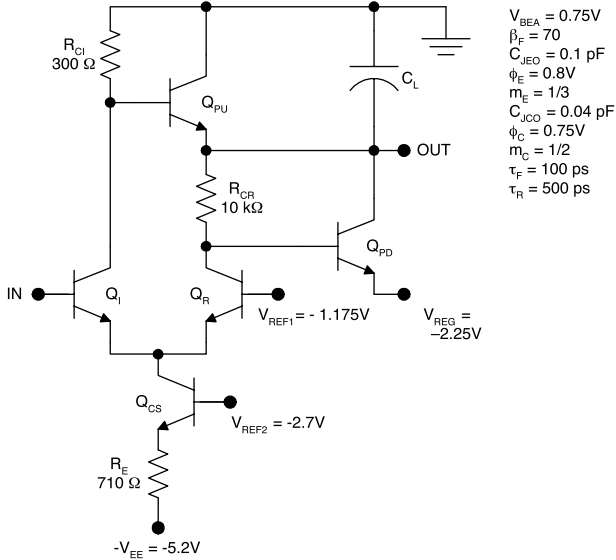 R_CI
300 Ω
Q_PU
C_L
OUT
R_CR
10 kΩ
Q_PD
IN
Q_I
Q_R
V_REF1 = - 1.175V
V_REG =
–2.25V
Q_CS
V_REF2 = -2.7V
R_E
710 Ω
-V_EE = -5.2V
V_BEA = 0.75V
β_F = 70
C_JEO = 0.1 pF
ϕ_E = 0.8V
m_E = 1/3
C_JCO = 0.04 pF
ϕ_C = 0.75V
m_C = 1/2
τ_F = 100 ps
τ_R = 500 ps